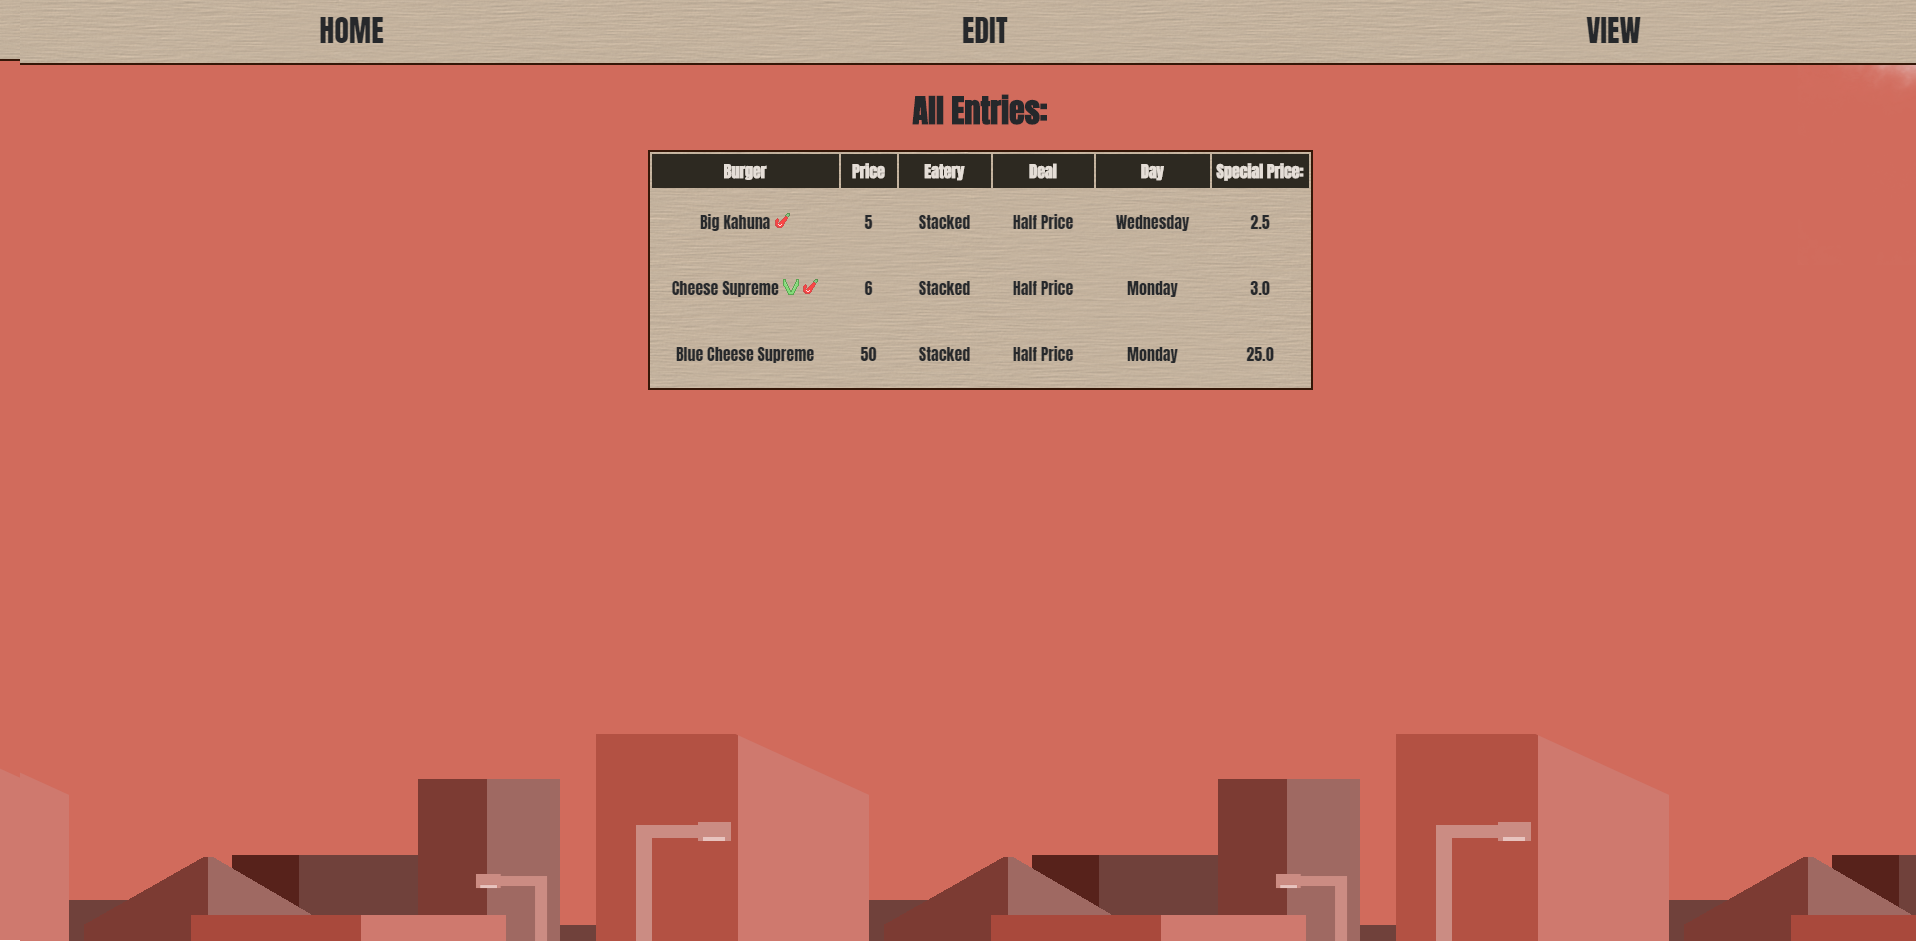 HOME EDIT VIEW
All Entries:
Burger Price Eatery Deal Day Special Price:
Big Kahuna 5 Stacked Half Price Wednesday 2.5
Cheese Supreme 6 Stacked Half Price Monday 3.0
Blue Cheese Supreme 50 Stacked Half Price Monday 25.0